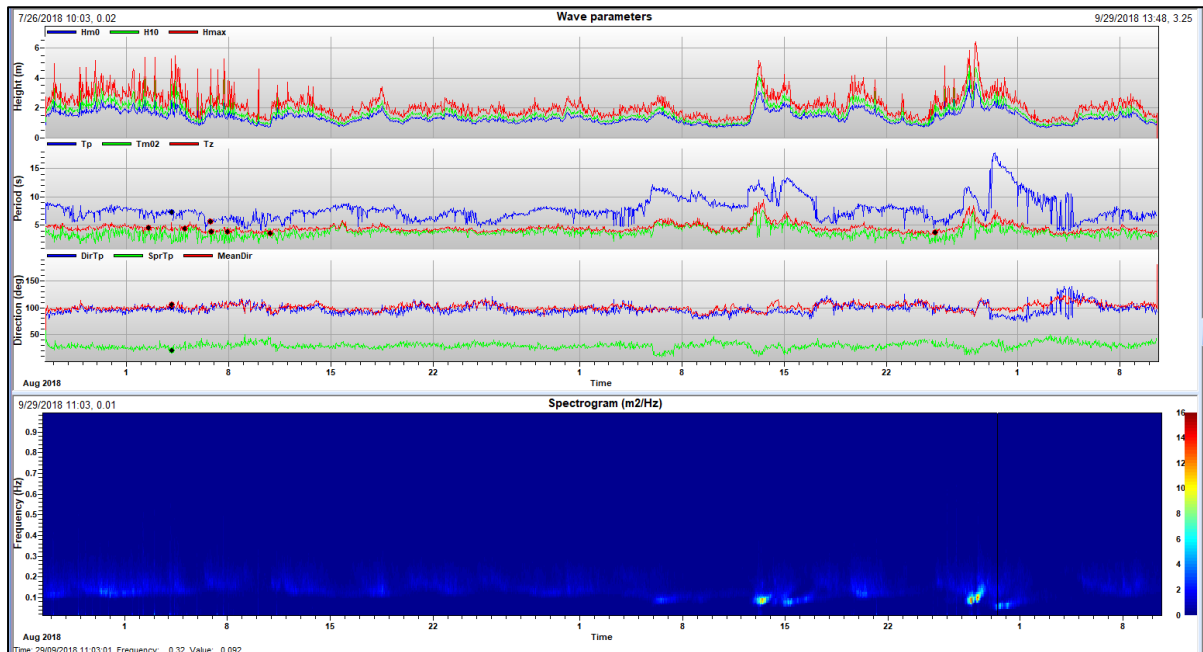 7/26/2018 10:03, 0.02 Wave parameters 9/29/2018 13:48, 3.25
Hm0 H10 Hmax
Height (m)
6
4
2
0
Tp Tm02 Tz
Period (s)
15
10
5
DirTp SprTp MeanDir
Direction (deg)
150
100
50
1 8 15 22 1 8 15 22 1 8
Aug 2018 Time
9/29/2018 11:03, 0.01 Spectrogram (m2/Hz)
Frequency (Hz)
0.9
0.8
0.7
0.6
0.5
0.4
0.3
0.2
0.1
16
14
12
10
8
6
4
2
0
1 8 15 22 1 8 15 22 1 8
Aug 2018 Time
Time: 29/09/2018 11:03:01 Frequency: 0.32 Value: 0.092